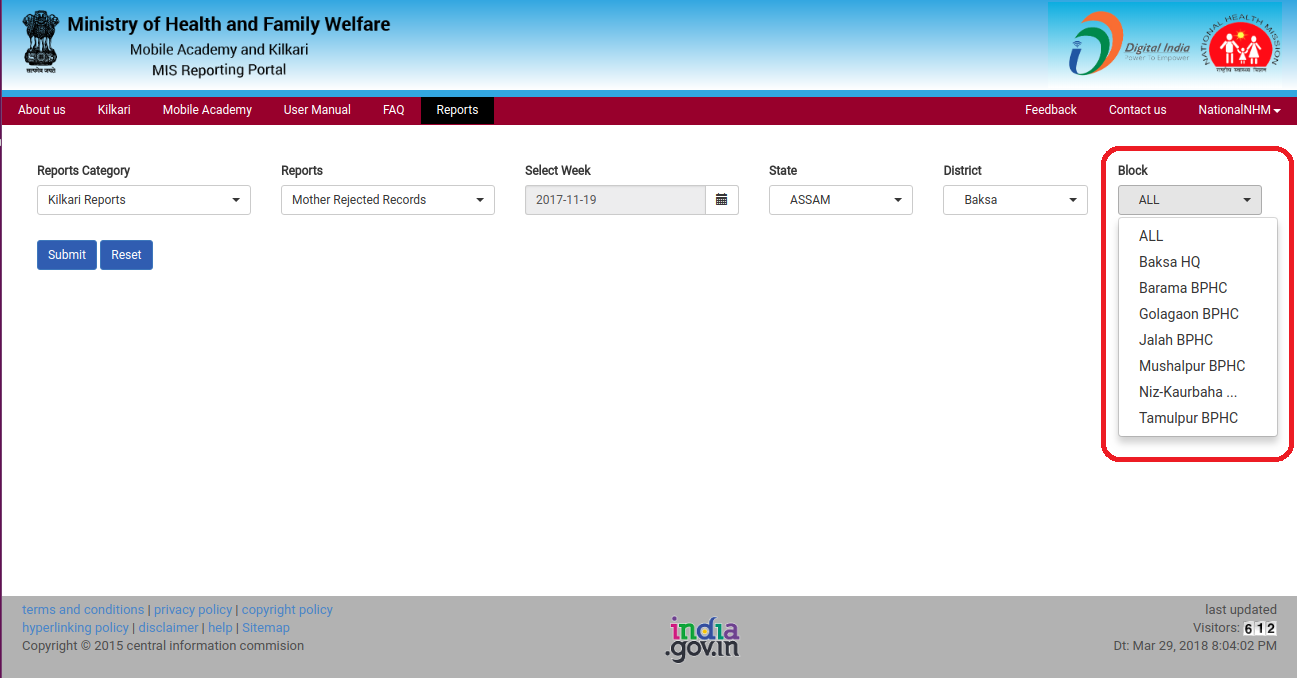 Ministry of Health and Family Welfare
Mobile Academy and Kilkari
MIS Reporting Portal
सत्यमेव जयते
Digital India
Power To Empower
NATIONAL HEALTH MISSION
राष्ट्रीय स्वास्थ्य मिशन
About us Kilkari Mobile Academy User Manual FAQ Reports Feedback Contact us NationalNHM
Reports Category Reports Select Week State District Block
Kilkari Reports Mother Rejected Records 2017-11-19 ASSAM Baksa ALL
Submit Reset
ALL
Baksa HQ
Barama BPHC
Golagaon BPHC
Jalah BPHC
Mushalpur BPHC
Niz-Kaurbaha ...
Tamulpur BPHC
terms and conditions | privacy policy | copyright policy
hyperlinking policy | disclaimer | help | Sitemap
Copyright © 2015 central information commision
india
.gov.in
last updated
Visitors: 612
Dt: Mar 29, 2018 8:04:02 PM